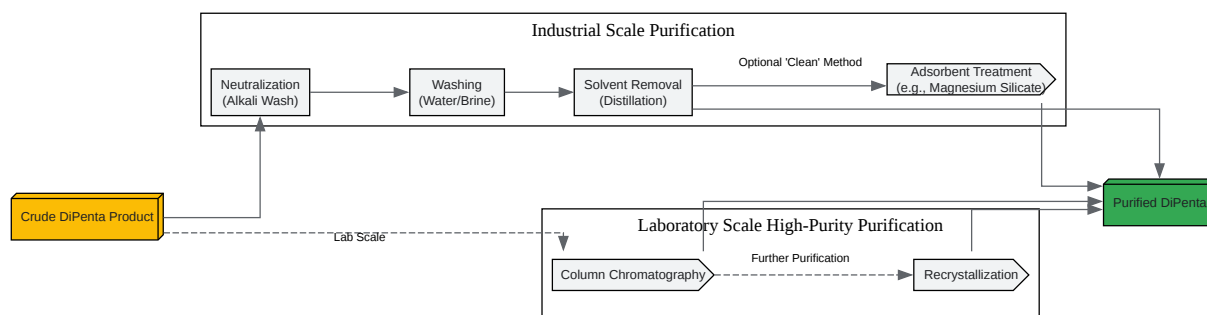 Industrial Scale Purification
Optional 'Clean' Method
Neutralization
(Alkali Wash)
Washing
(Water/Brine)
Solvent Removal
(Distillation)
Adsorbent Treatment
(e.g., Magnesium Silicate)
Crude DiPenta Product
Lab Scale
Purified DiPenta
Laboratory Scale High-Purity Purification
Column Chromatography
Further Purification
Recrystallization